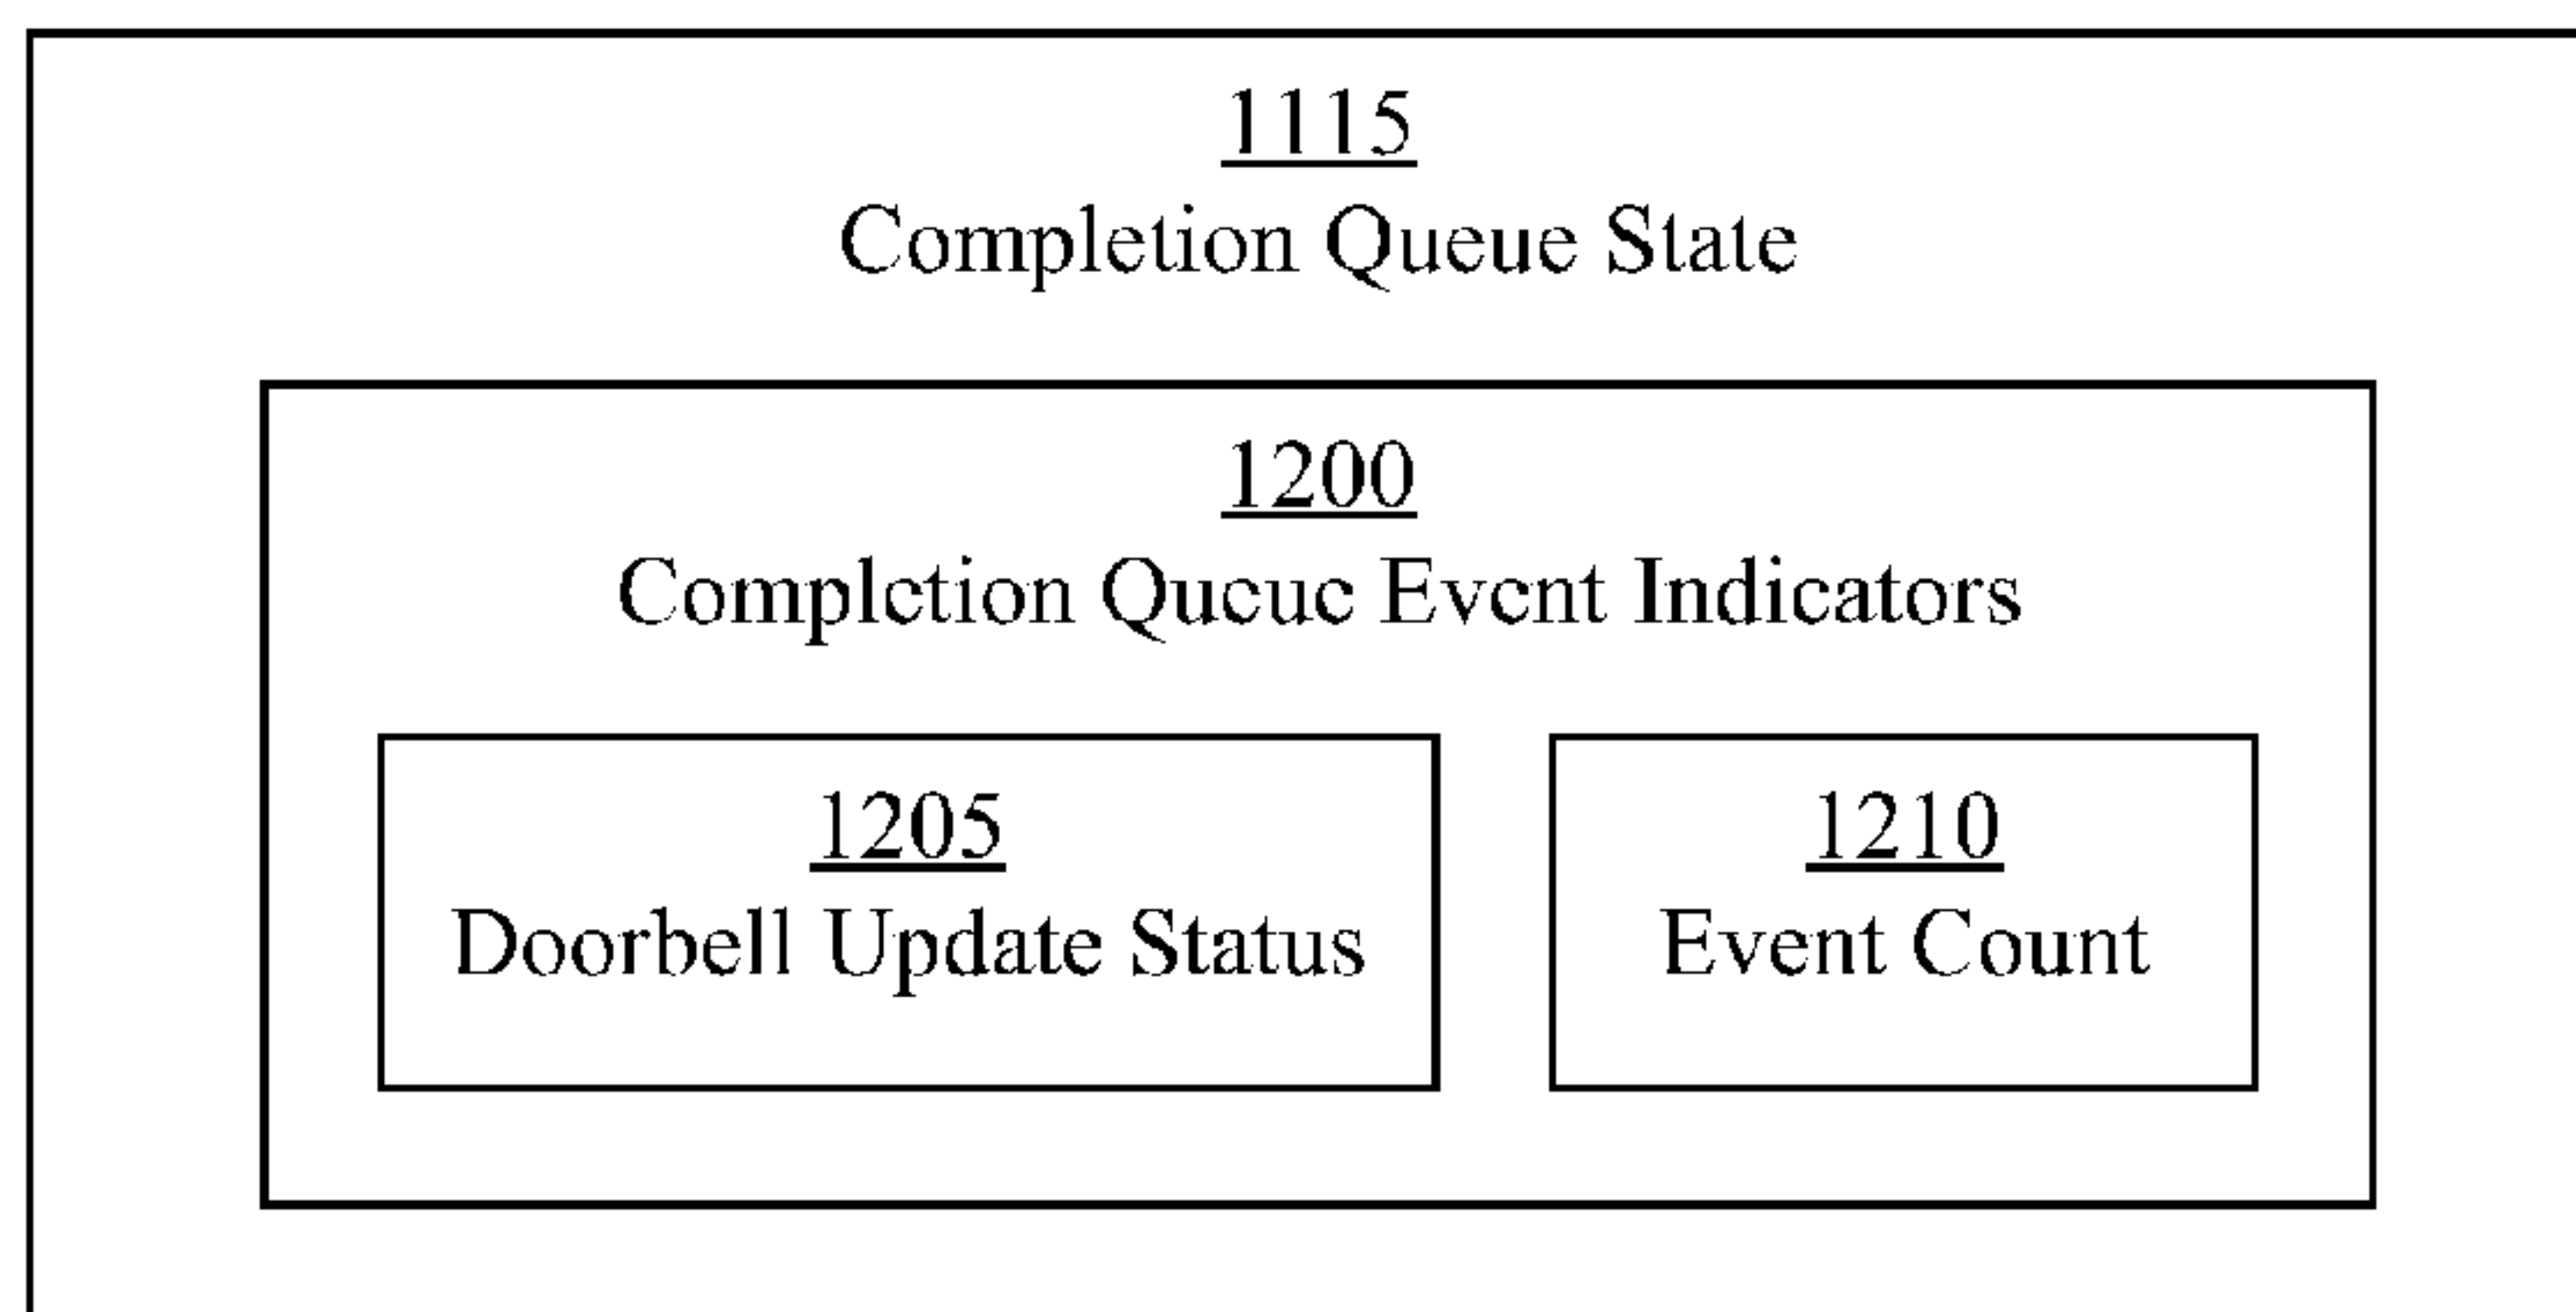 1115
Completion Queue State
1200
Completion Queue Event Indicators
1205
Doorbell Update Status
1210
Event Count